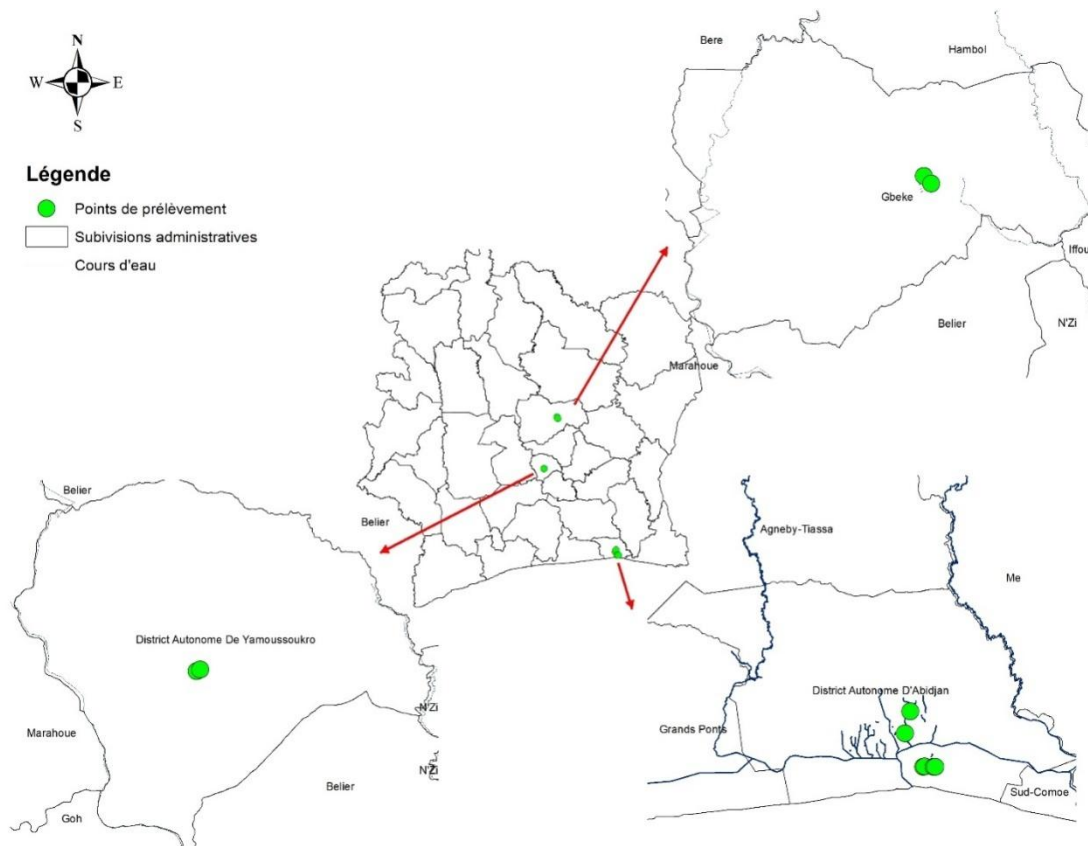 N
W
E
S
Légende
Points de prélèvement
Subivisions administratives
Cours d'eau
Bere
Hambol
Gbeke
Iffou
Belier
N'Zi
Marahoue
Belier
Belier
District Autonome De Yamoussoukro
Marahoue
N'Zi
N'Zi
Belier
Goh
Agneby-Tiassa
Me
District Autonome D'Abidjan
Grands Ponts
Sud-Comoe